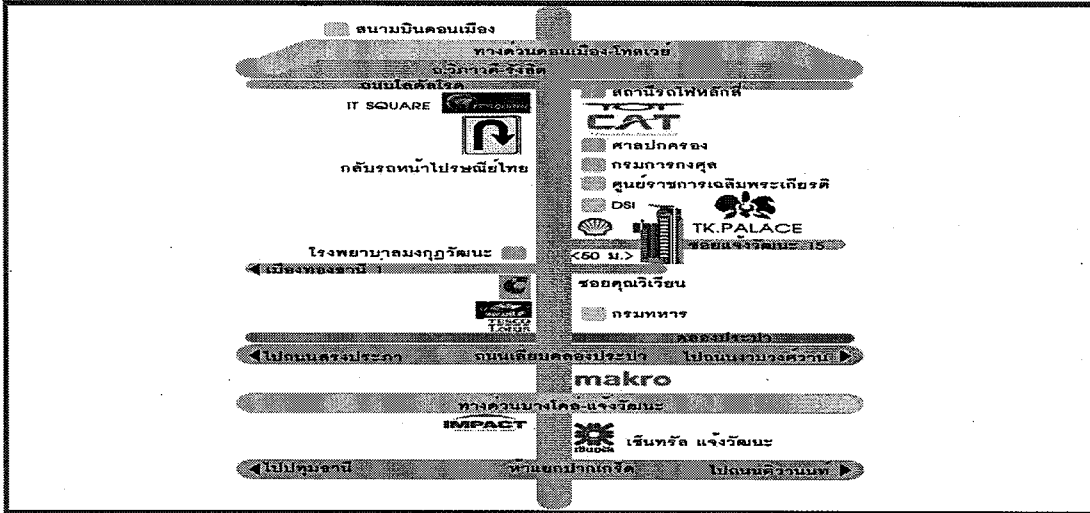 สนามบินดอนเมือง
ทางด่วนดอนเมือง-โทลเวย์
ถ.วิภาวดี-รังสิต
ถนนโลคัลโรด
สถานีรถไฟหลักสี่
IT SQUARE
TOT
CAT
ศาลปกครอง
กลับรถหน้าไปรษณีย์ไทย
กรมการกงศุล
ศูนย์ราชการเฉลิมพระเกียรติ
DSI
TK.PALACE
ซอยแจ้งวัฒนะ 15
โรงพยาบาลมงกุฎวัฒนะ
<50 ม.>
เมืองทองธานี 1
ซอยคุณวิเวียน
กรมทหาร
TESCO
Lotus
คลองประปา
ไปถนนสรงประภา ถนนเลียบคลองประปา ไปถนนงามวงศ์วาน
makro
ทางด่วนบางโคล่-แจ้งวัฒนะ
IMPACT
เซ็นทรัล แจ้งวัฒนะ
ไปปทุมธานี ห้าแยกปากเกร็ด ไปถนนติวานนท์